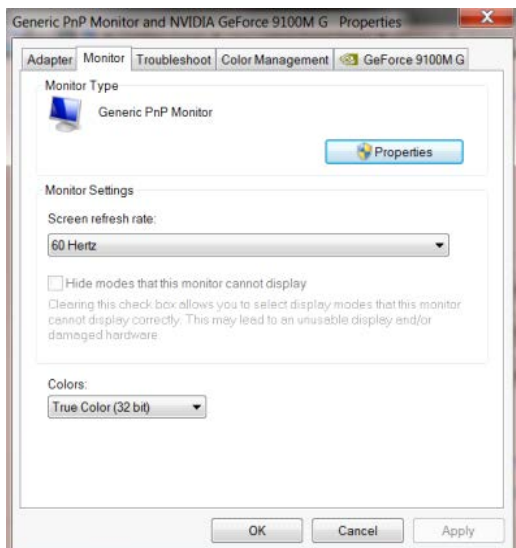 Generic PnP Monitor and NVIDIA GeForce 9100M G Properties
X
Adapter Monitor Troubleshoot Color Management GeForce 9100M G
Monitor Type
Generic PnP Monitor
Properties
Monitor Settings
Screen refresh rate:
60 Hertz
Hide modes that this monitor cannot display
Clearing this check box allows you to select display modes that this monitor
cannot display correctly. This may lead to an unusable display and/or
damaged hardware.
Colors:
True Color (32 bit)
OK Cancel Apply